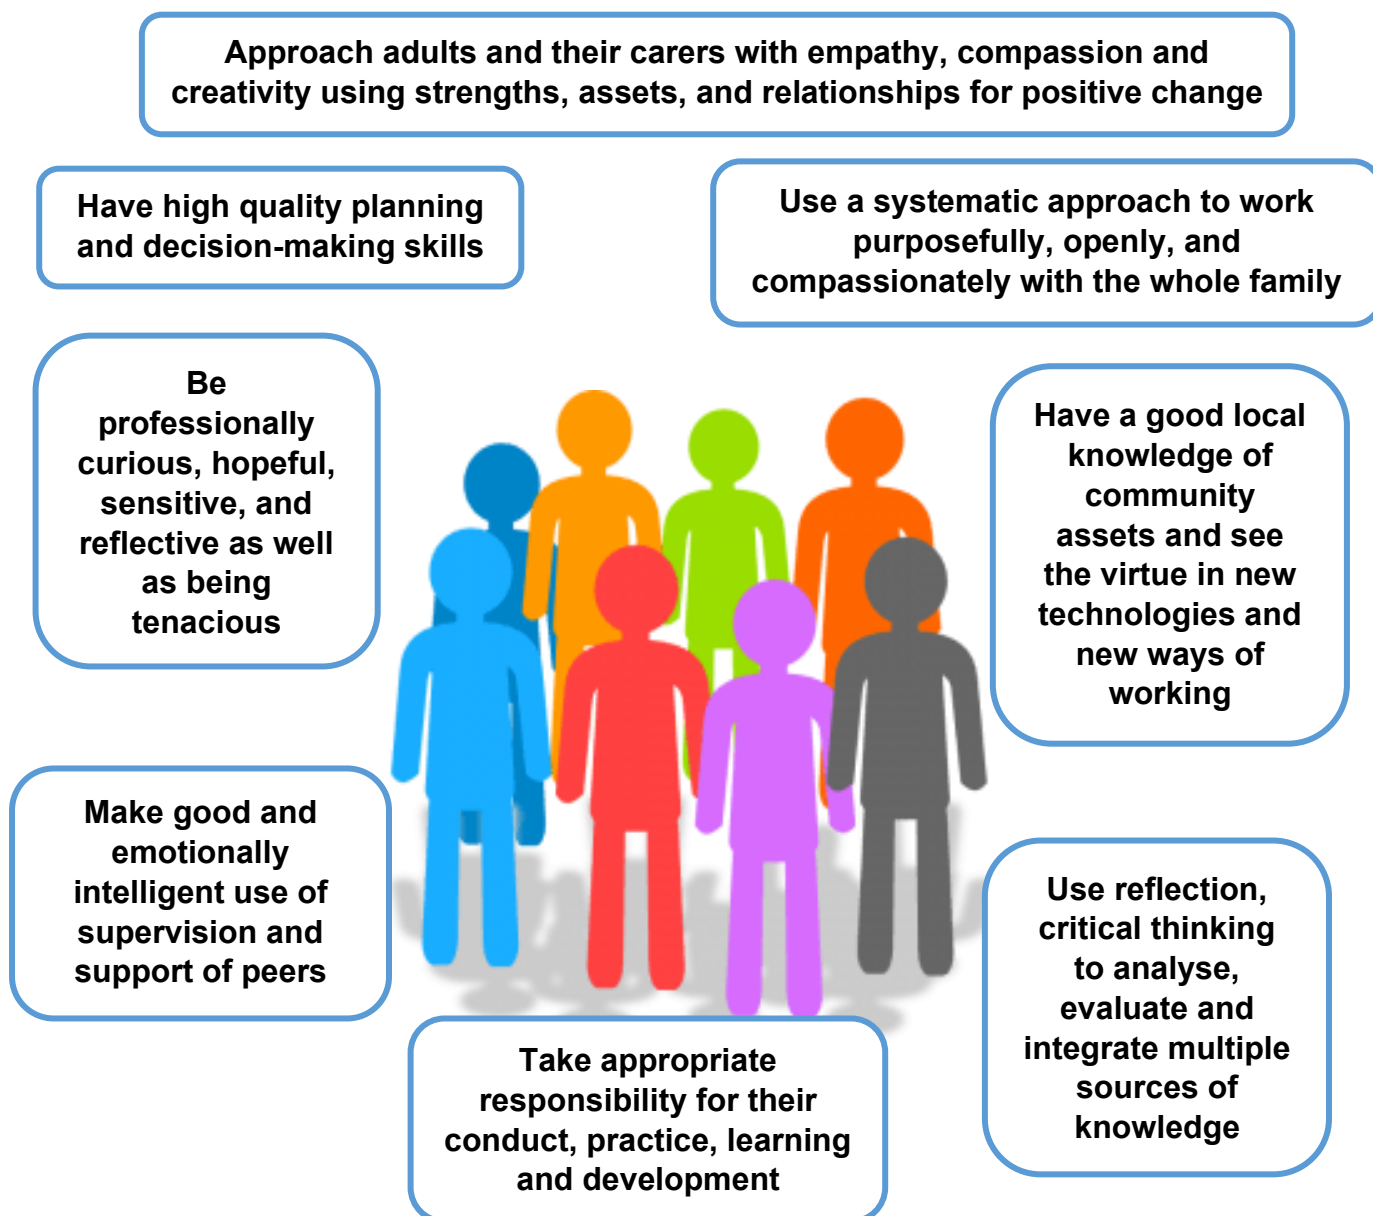 Approach adults and their carers with empathy, compassion and
creativity using strengths, assets, and relationships for positive change
Have high quality planning
and decision-making skills
Use a systematic approach to work
purposefully, openly, and
compassionately with the whole family
Be
professionally
curious, hopeful,
sensitive, and
reflective as well
as being
tenacious
Have a good local
knowledge of
community
assets and see
the virtue in new
technologies and
new ways of
working
Make good and
emotionally
intelligent use of
supervision and
support of peers
Use reflection,
critical thinking
to analyse,
evaluate and
integrate multiple
sources of
knowledge
Take appropriate
responsibility for their
conduct, practice, learning
and development